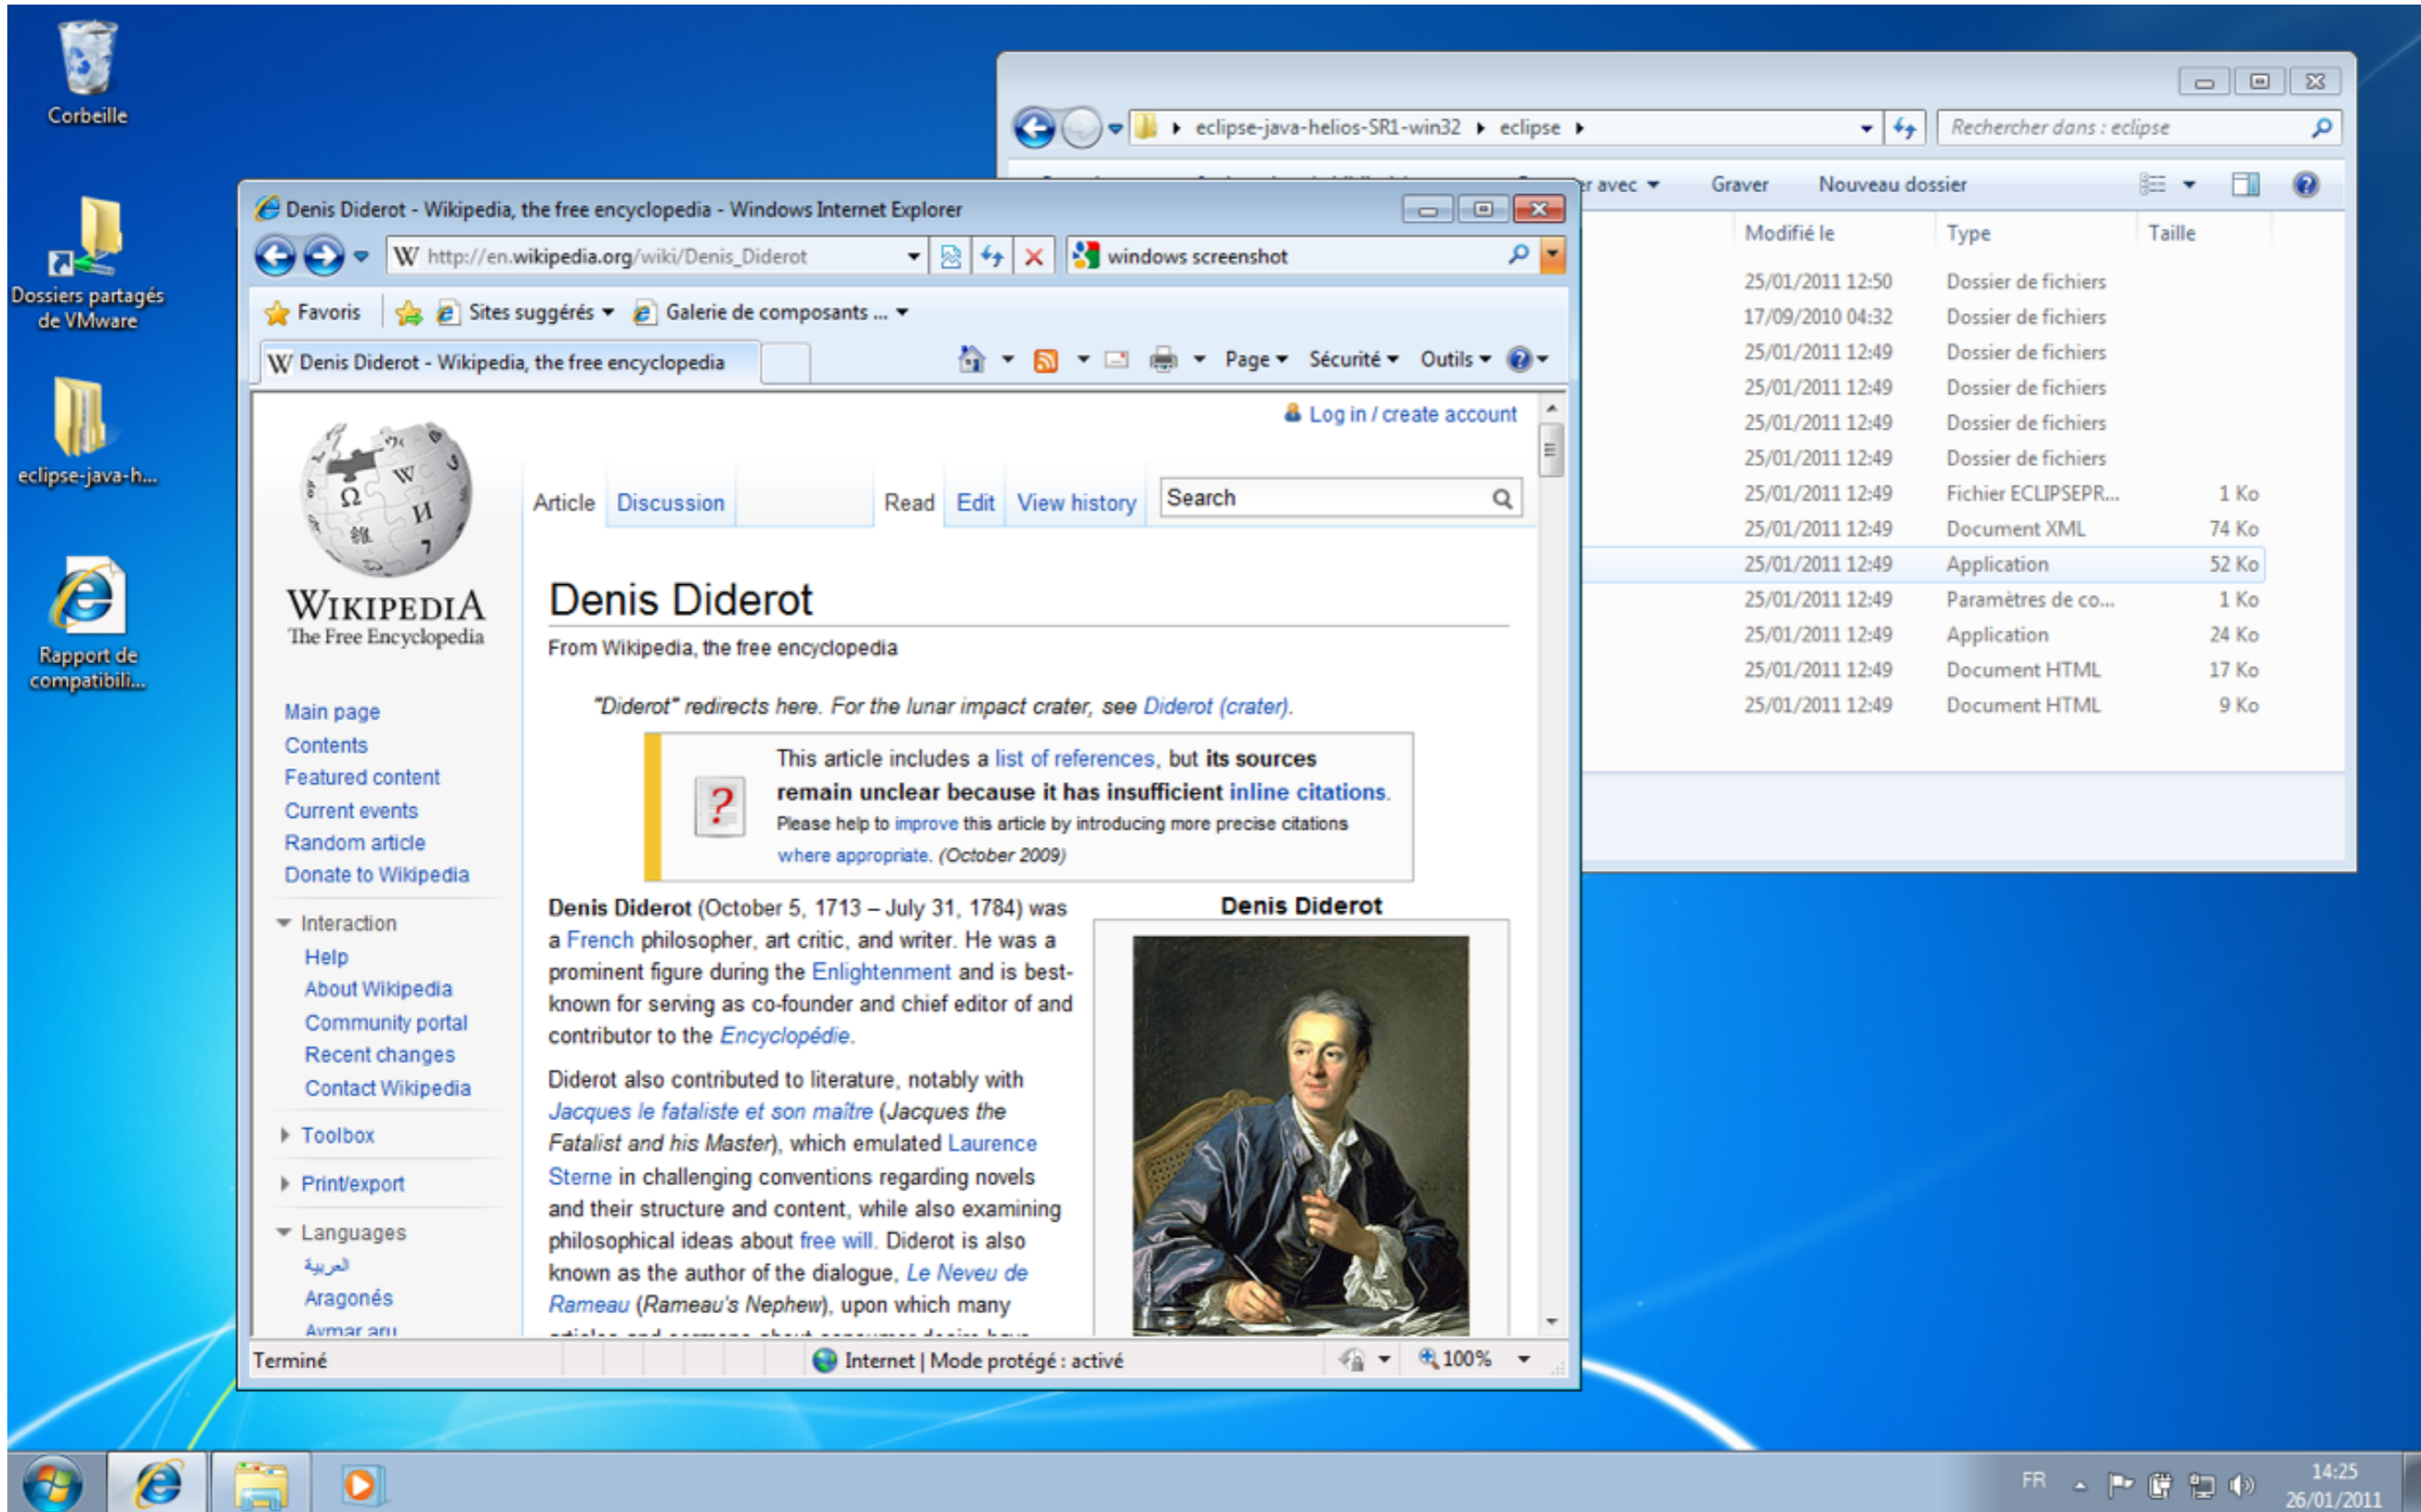 Corbeille
Dossiers partagés
de VMware
eclipse-java-h...
Rapport de
compatibili...
eclipse-java-helios-SR1-win32 eclipse
Rechercher dans : eclipse
er avec Graver Nouveau dossier
Modifié le Type Taille
25/01/2011 12:50 Dossier de fichiers
17/09/2010 04:32 Dossier de fichiers
25/01/2011 12:49 Dossier de fichiers
25/01/2011 12:49 Dossier de fichiers
25/01/2011 12:49 Dossier de fichiers
25/01/2011 12:49 Dossier de fichiers
25/01/2011 12:49 Fichier ECLIPSEPR... 1 Ko
25/01/2011 12:49 Document XML 74 Ko
25/01/2011 12:49 Application 52 Ko
25/01/2011 12:49 Paramètres de co... 1 Ko
25/01/2011 12:49 Application 24 Ko
25/01/2011 12:49 Document HTML 17 Ko
25/01/2011 12:49 Document HTML 9 Ko
Denis Diderot - Wikipedia, the free encyclopedia - Windows Internet Explorer
W http://en.wikipedia.org/wiki/Denis_Diderot
windows screenshot
Favoris Sites suggérés Galerie de composants ...
W Denis Diderot - Wikipedia, the free encyclopedia
Page Sécurité Outils
Log in / create account
Article Discussion Read Edit View history Search
WIKIPEDIA
The Free Encyclopedia
Main page
Contents
Featured content
Current events
Random article
Donate to Wikipedia
Interaction
Help
About Wikipedia
Community portal
Recent changes
Contact Wikipedia
Toolbox
Print/export
Languages
العربية
Aragonés
Aymar aru
Denis Diderot
From Wikipedia, the free encyclopedia
"Diderot" redirects here. For the lunar impact crater, see Diderot (crater).
This article includes a list of references, but its sources
remain unclear because it has insufficient inline citations.
Please help to improve this article by introducing more precise citations
where appropriate. (October 2009)
Denis Diderot (October 5, 1713 – July 31, 1784) was
a French philosopher, art critic, and writer. He was a
prominent figure during the Enlightenment and is best-
known for serving as co-founder and chief editor of and
contributor to the Encyclopédie.
Diderot also contributed to literature, notably with
Jacques le fataliste et son maître (Jacques the
Fatalist and his Master), which emulated Laurence
Sterne in challenging conventions regarding novels
and their structure and content, while also examining
philosophical ideas about free will. Diderot is also
known as the author of the dialogue, Le Neveu de
Rameau (Rameau's Nephew), upon which many
Denis Diderot
Terminé
Internet | Mode protégé : activé
100%
FR
14:25
26/01/2011